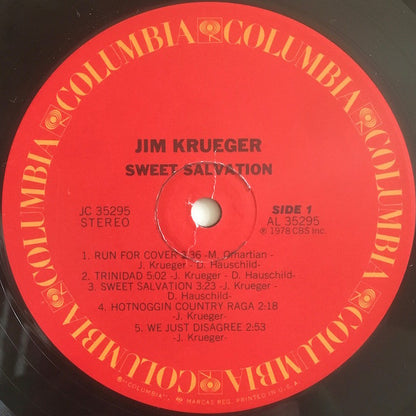 COLUMBIA COLUMBIA COLUMBIA COLUMBIA COLUMBIA COLUMBIA
JIM KRUEGER
SWEET SALVATION
JC 35295
STEREO
SIDE 1
AL 35295
℗ 1978 CBS Inc.
1. RUN FOR COVER 3:36 -M. Omartian -
J. Krueger - D. Hauschild-
2. TRINIDAD 5:02 -J. Krueger - D. Hauschild-
3. SWEET SALVATION 3:23 -J. Krueger -
D. Hauschild-
4. HOTNOGGIN COUNTRY RAGA 2:18
-J. Krueger-
5. WE JUST DISAGREE 2:53
-J. Krueger-
"COLUMBIA", MARCAS REG. PRINTED IN U.S.A.